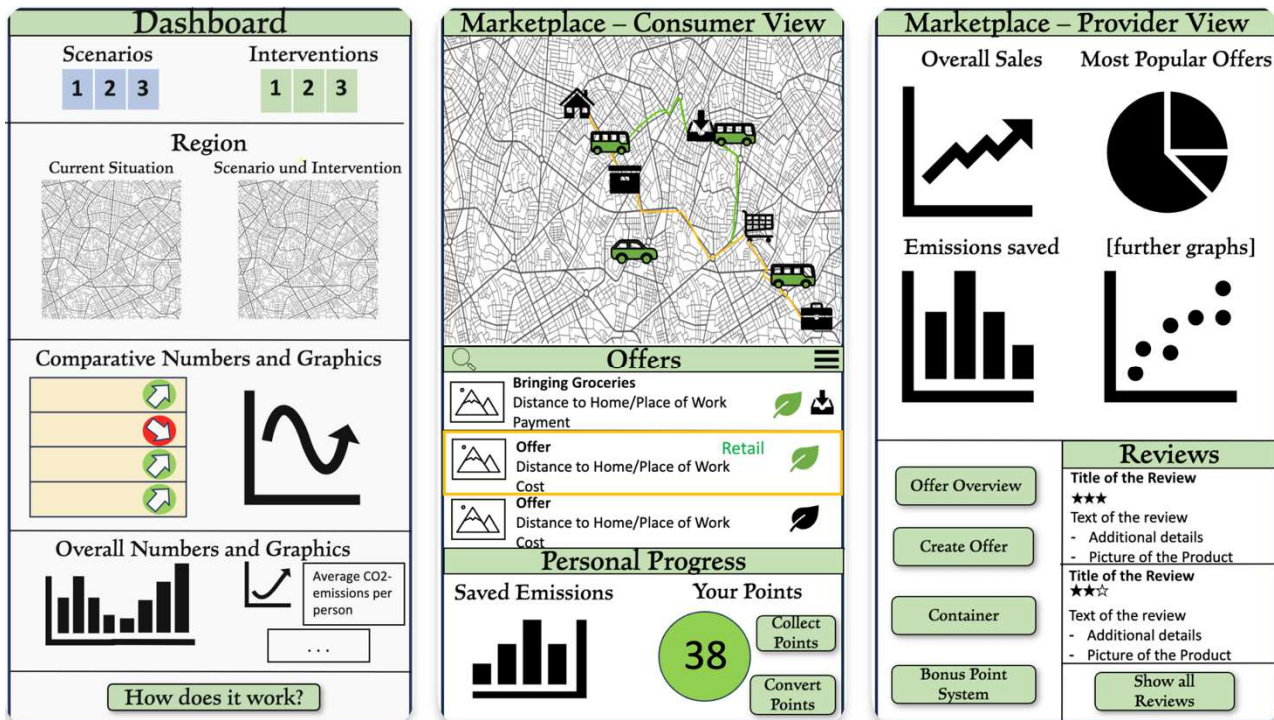 Dashboard
Scenarios
Interventions
1 2 3
1 2 3
Region
Current Situation
Scenario und Intervention
Comparative Numbers and Graphics
Overall Numbers and Graphics
Average CO2-
emissions per
person
...
How does it work?
Marketplace – Consumer View
Offers
Bringing Groceries
Distance to Home/Place of Work
Payment
Offer
Retail
Distance to Home/Place of Work
Cost
Offer
Distance to Home/Place of Work
Cost
Personal Progress
Saved Emissions
Your Points
38
Collect
Points
Convert
Points
Marketplace – Provider View
Overall Sales
Most Popular Offers
Emissions saved
[further graphs]
Offer Overview
Create Offer
Container
Bonus Point
System
Reviews
Title of the Review
★★★
Text of the review
- Additional details
- Picture of the Product
Title of the Review
★★☆
Text of the review
- Additional details
- Picture of the Product
Show all
Reviews